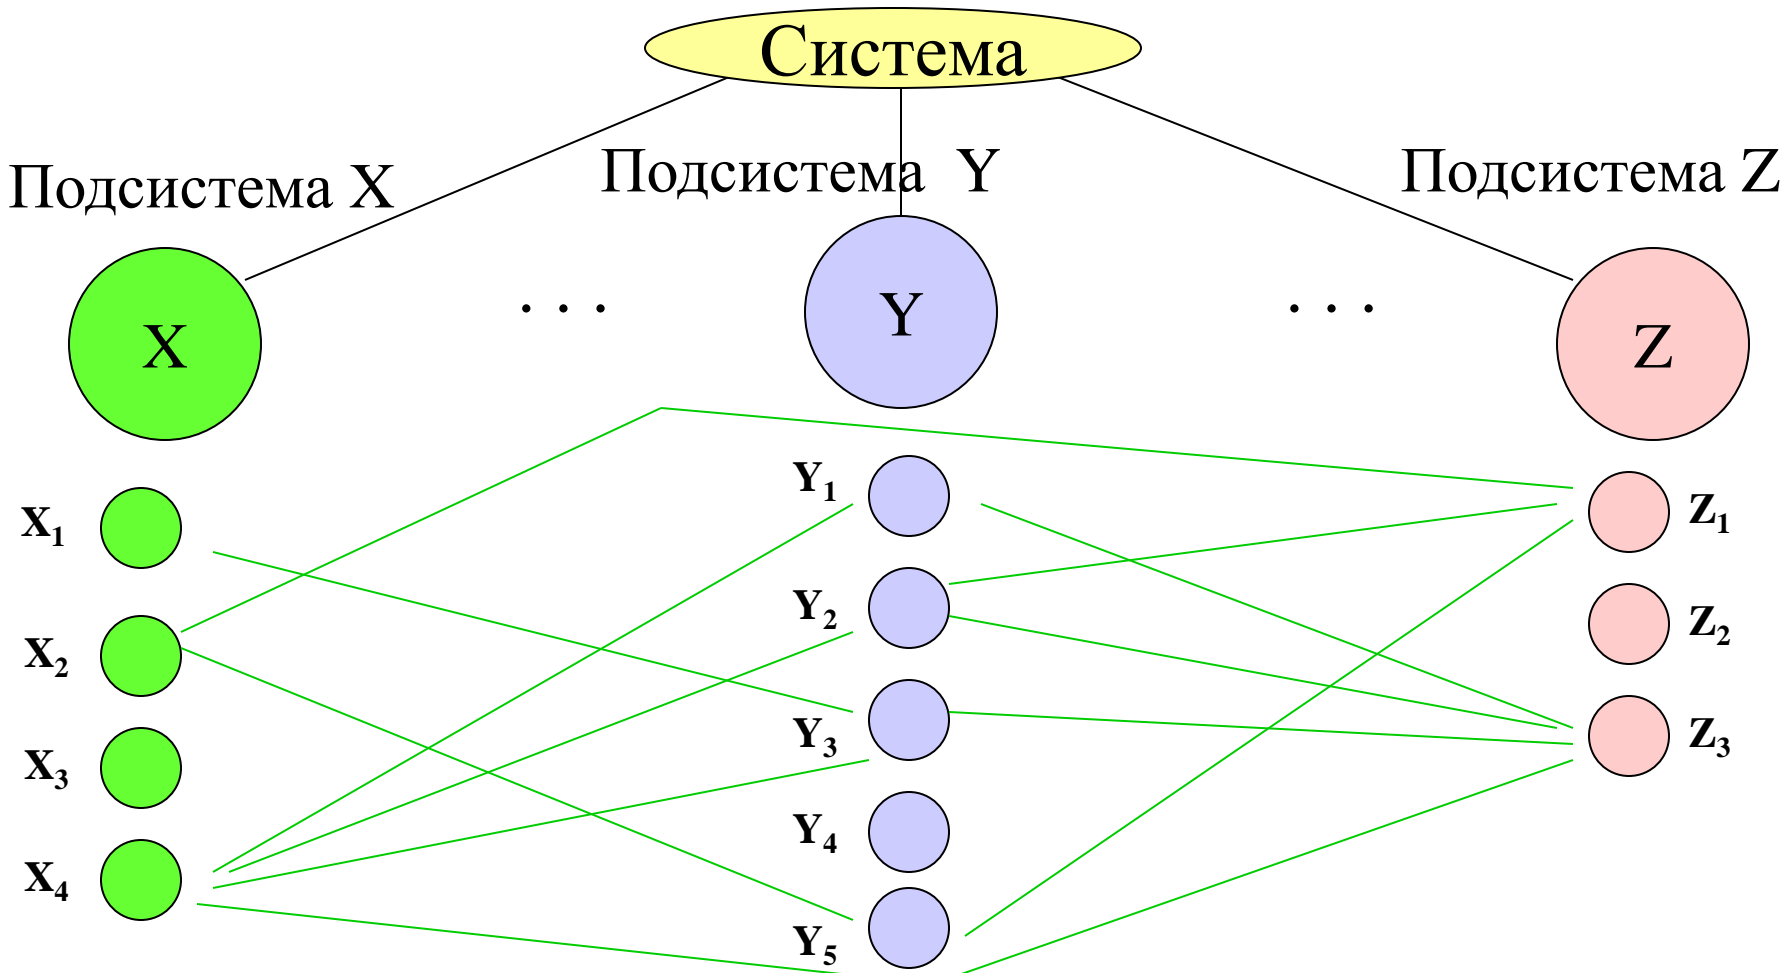 Система
Подсистема X
Подсистема Y
Подсистема Z
X
. . .
Y
. . .
Z
X1
X2
X3
X4
Y1
Y2
Y3
Y4
Y5
Z1
Z2
Z3